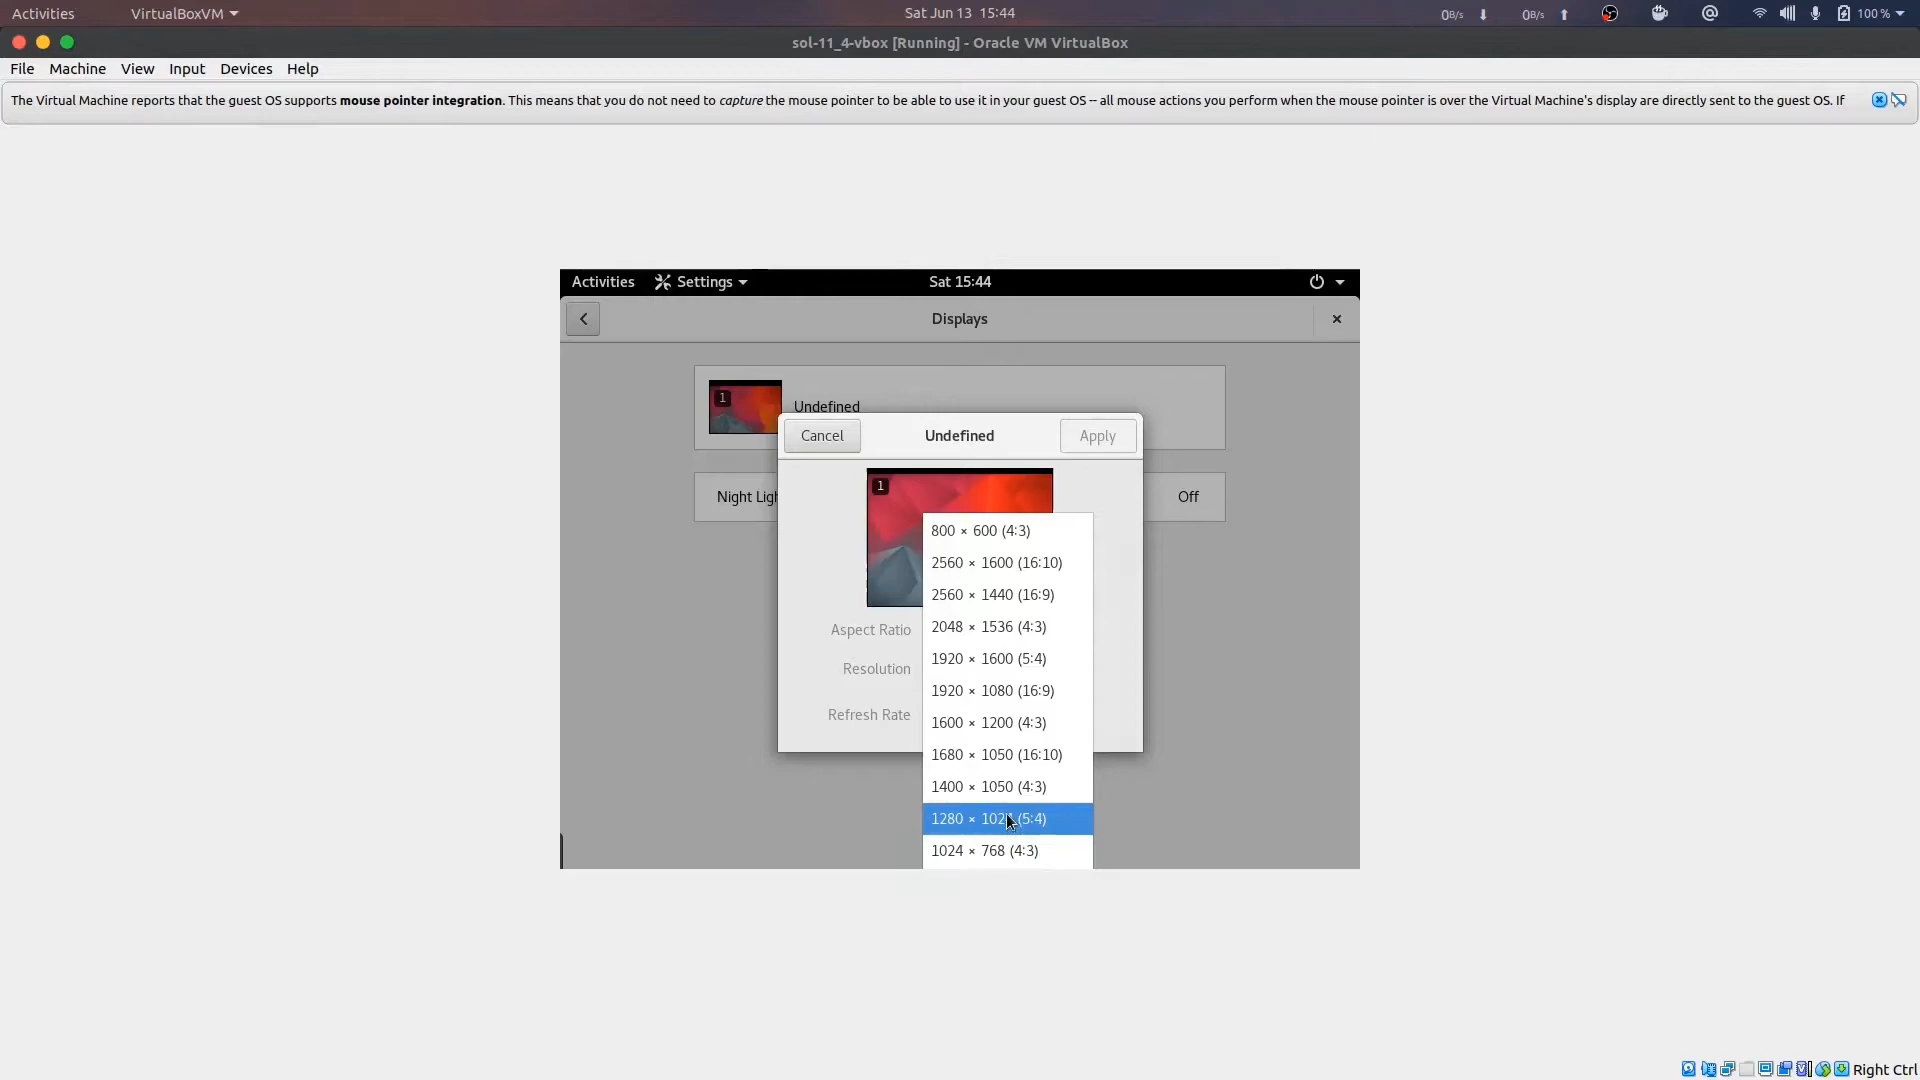 Activities VirtualBoxVM Sat Jun 13 15:44 0B/s 0B/s 100 %
sol-11_4-vbox [Running] - Oracle VM VirtualBox
File Machine View Input Devices Help
The Virtual Machine reports that the guest OS supports mouse pointer integration. This means that you do not need to capture the mouse pointer to be able to use it in your guest OS -- all mouse actions you perform when the mouse pointer is over the Virtual Machine's display are directly sent to the guest OS. If
Activities Settings Sat 15:44
Displays
1
Undefined
Cancel Undefined Apply
1
Night Off
800 × 600 (4:3)
2560 × 1600 (16:10)
2560 × 1440 (16:9)
Aspect Ratio 2048 × 1536 (4:3)
1920 × 1600 (5:4)
Resolution
1920 × 1080 (16:9)
Refresh Rate 1600 × 1200 (4:3)
1680 × 1050 (16:10)
1400 × 1050 (4:3)
1280 × 1024 (5:4)
1024 × 768 (4:3)
Right Ctrl